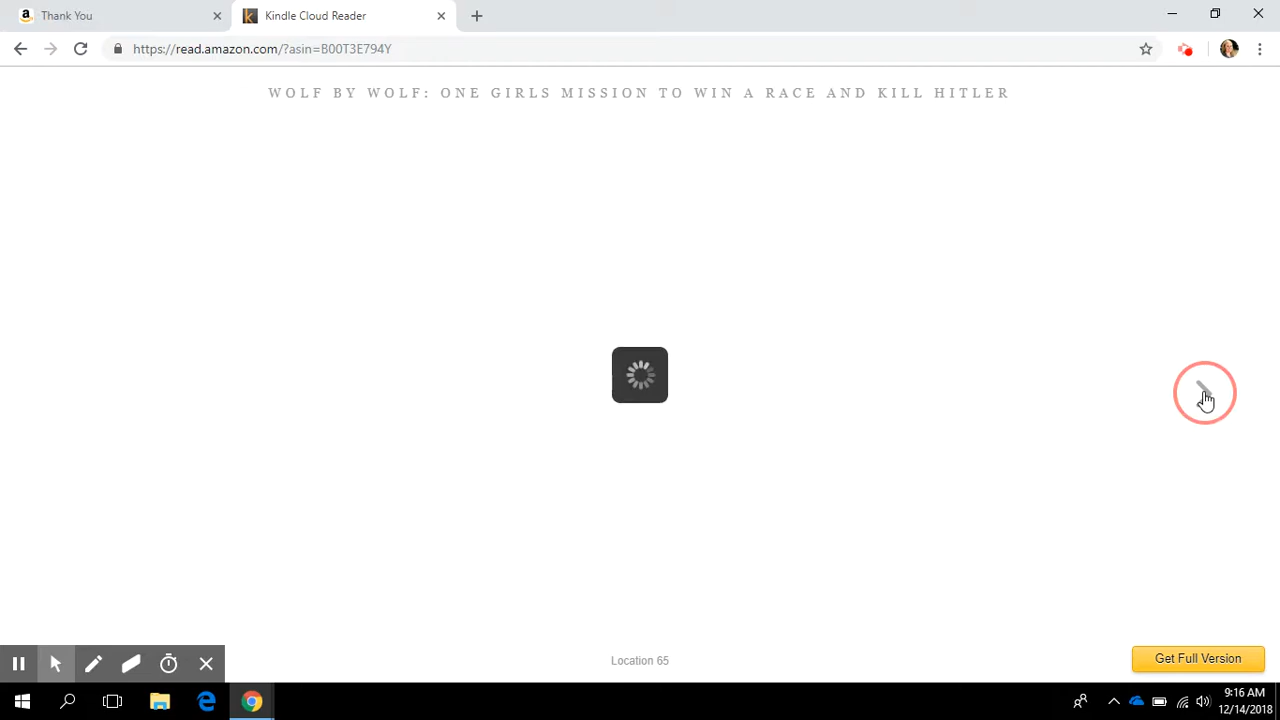 Thank You
Kindle Cloud Reader
https://read.amazon.com/?asin=B00T3E794Y
WOLF BY WOLF: ONE GIRLS MISSION TO WIN A RACE AND KILL HITLER
Location 65
Get Full Version
9:16 AM
12/14/2018